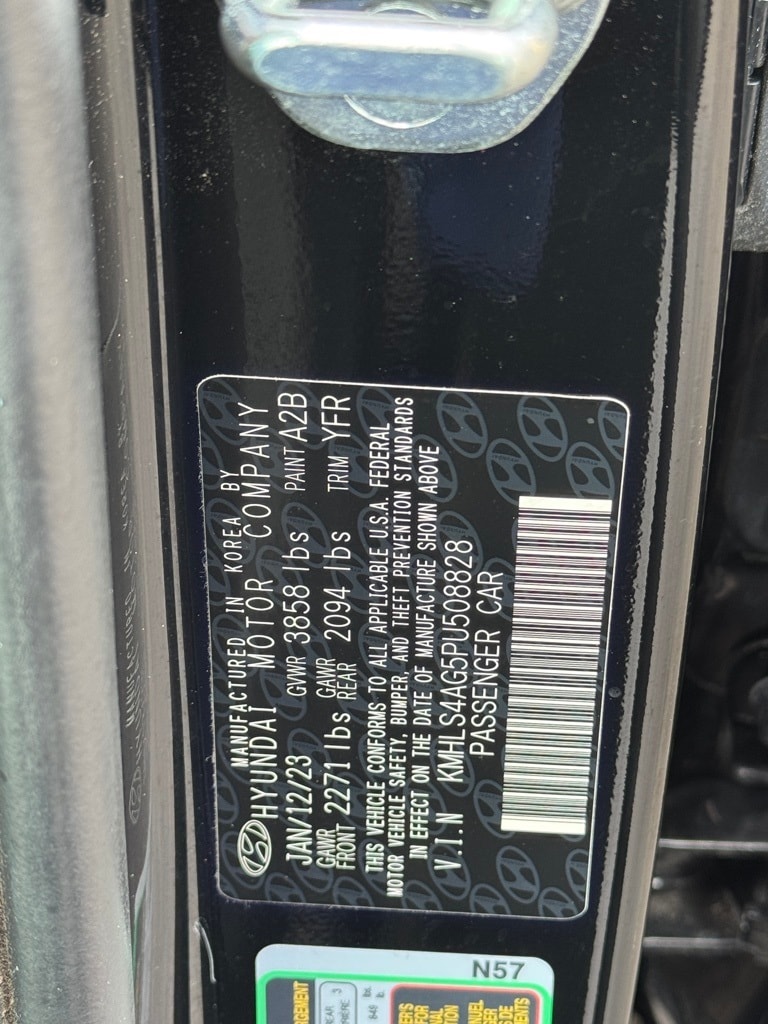 MANUFACTURED IN KOREA BY
HYUNDAI MOTOR COMPANY
JAN/12/23 GVWR 3858 lbs PAINT A2B
GAWR FRONT 2271 lbs GAWR REAR 2094 lbs TRIM YFR
THIS VEHICLE CONFORMS TO ALL APPLICABLE U.S.A. FEDERAL
MOTOR VEHICLE SAFETY, BUMPER, AND THEFT PREVENTION STANDARDS
IN EFFECT ON THE DATE OF MANUFACTURE SHOWN ABOVE
V.I.N KMHLS4AG5PU508828
PASSENGER CAR
N57